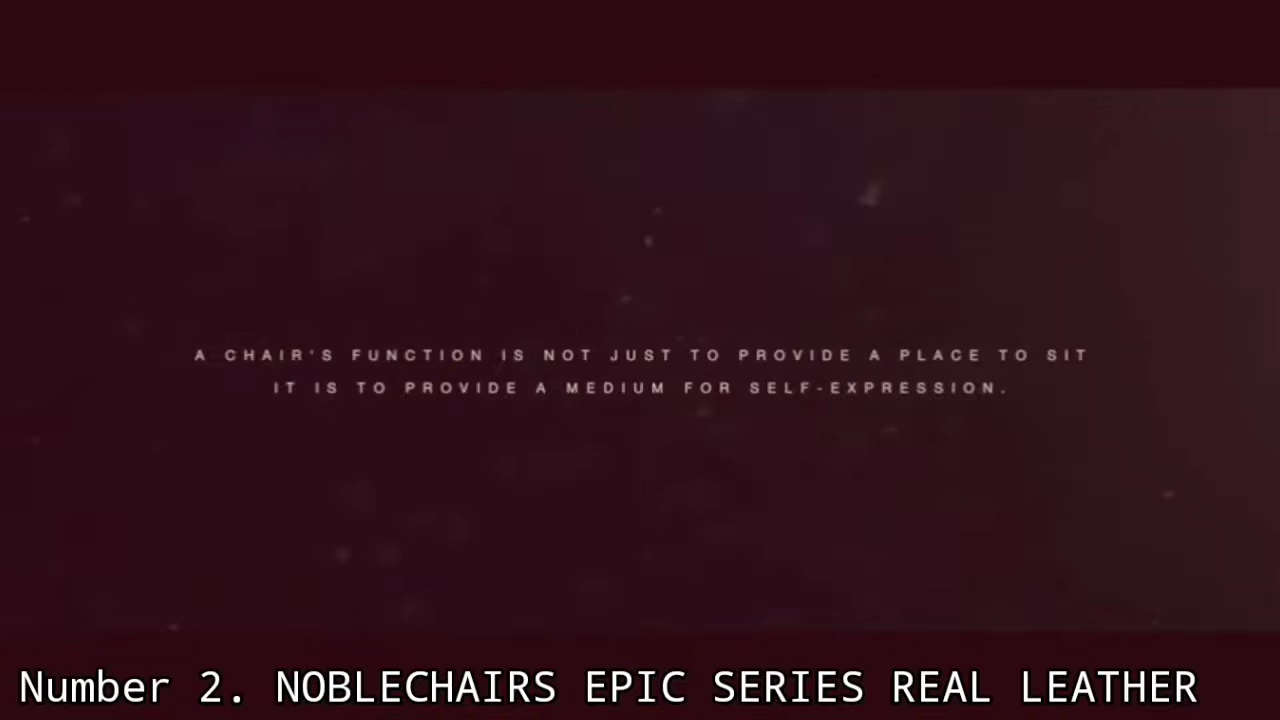 A CHAIR'S FUNCTION IS NOT JUST TO PROVIDE A PLACE TO SIT
IT IS TO PROVIDE A MEDIUM FOR SELF-EXPRESSION.
Number 2. NOBLECHAIRS EPIC SERIES REAL LEATHER